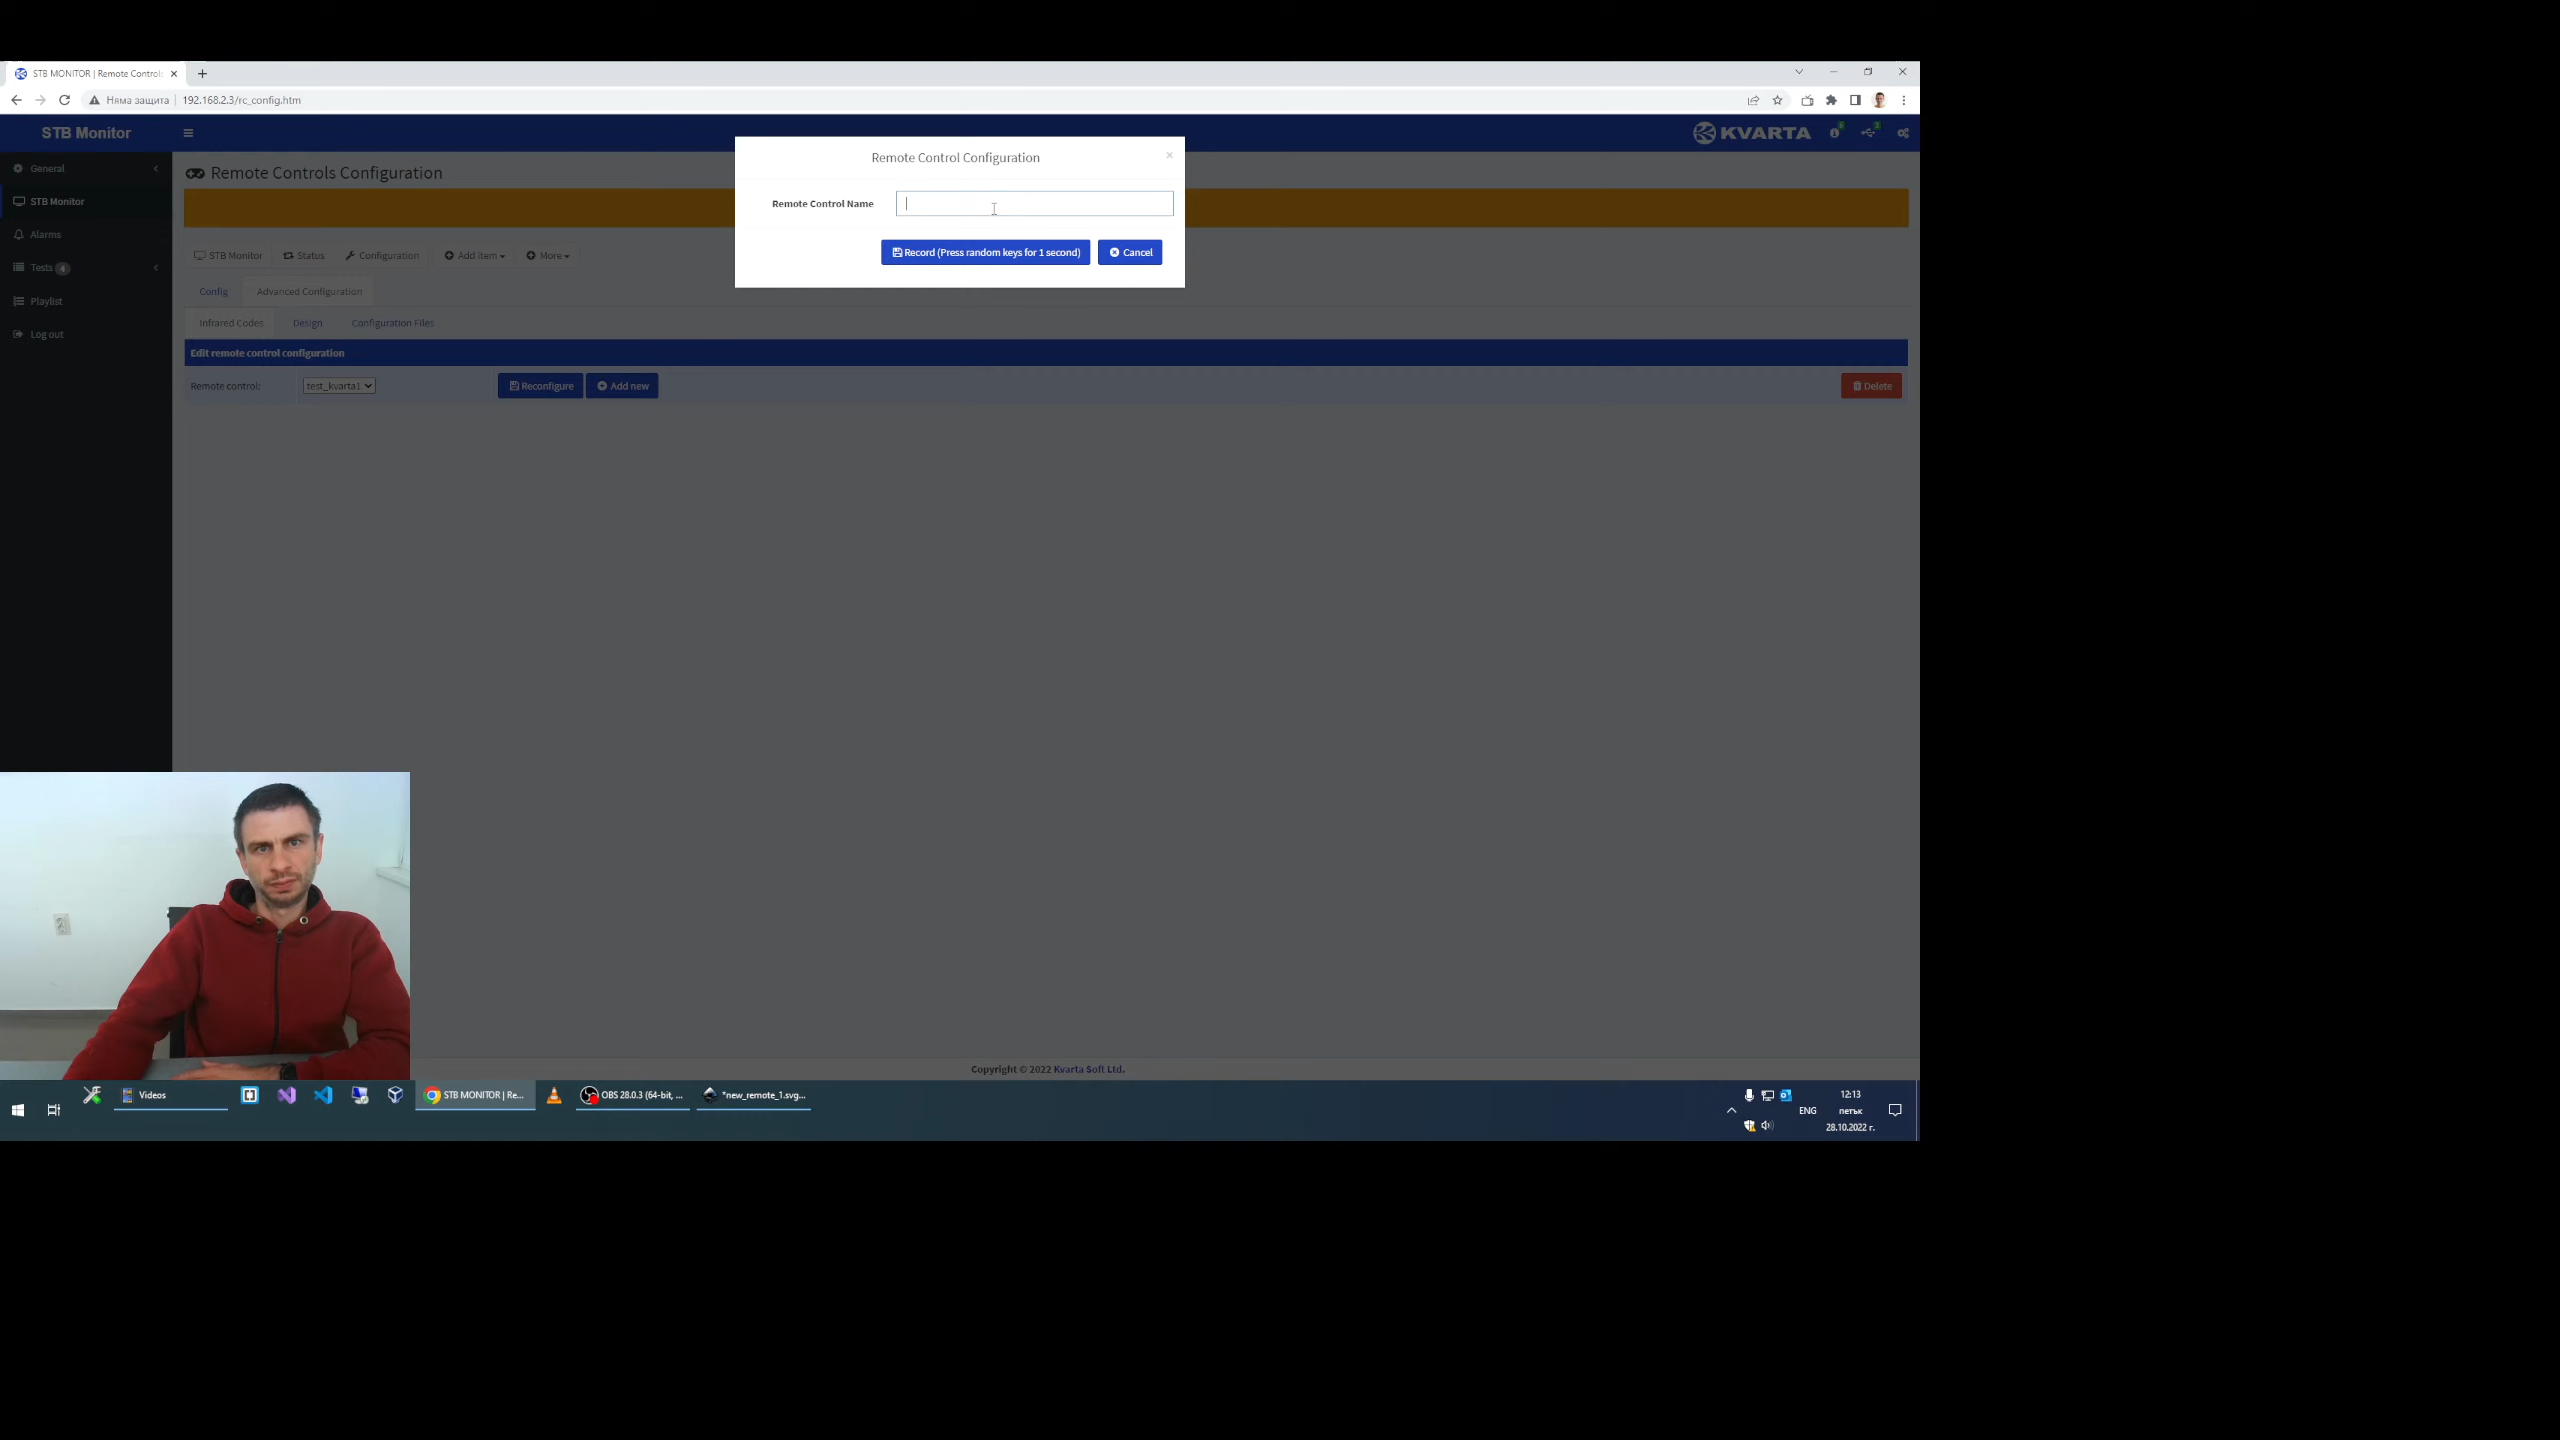 STB MONITOR | Remote Control:
Няма защита
192.168.2.3/rc_config.htm
STB Monitor
KVARTA
General
STB Monitor
Alarms
Tests 4
Playlist
Log out
Remote Controls Configuration
STB Monitor
Status
Configuration
Add item
More
Config
Advanced Configuration
Infrared Codes
Design
Configuration Files
Edit remote control configuration
Remote control:
test_kvarta1
Reconfigure
Add new
Delete
Remote Control Configuration
Remote Control Name
Record (Press random keys for 1 second)
Cancel
Copyright © 2022 Kvarta Soft Ltd.
Videos
STB MONITOR | Re...
OBS 28.0.3 (64-bit, ...
*new_remote_1.svg...
ENG
12:13
петък
28.10.2022 г.